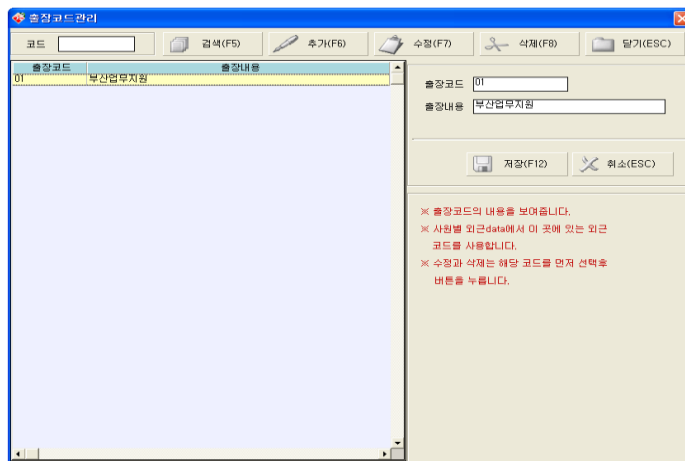 출장코드관리
코드 검색(F5) 추가(F6) 수정(F7) 삭제(F8) 닫기(ESC)
출장코드 출장내용
01 부산업무지원
출장코드 01
출장내용 부산업무지원
저장(F12) 취소(ESC)
※ 출장코드의 내용을 보여줍니다.
※ 사원별 외근data에서 이 곳에 있는 외근
코드를 사용합니다.
※ 수정과 삭제는 해당 코드를 먼저 선택후
버튼을 누릅니다.